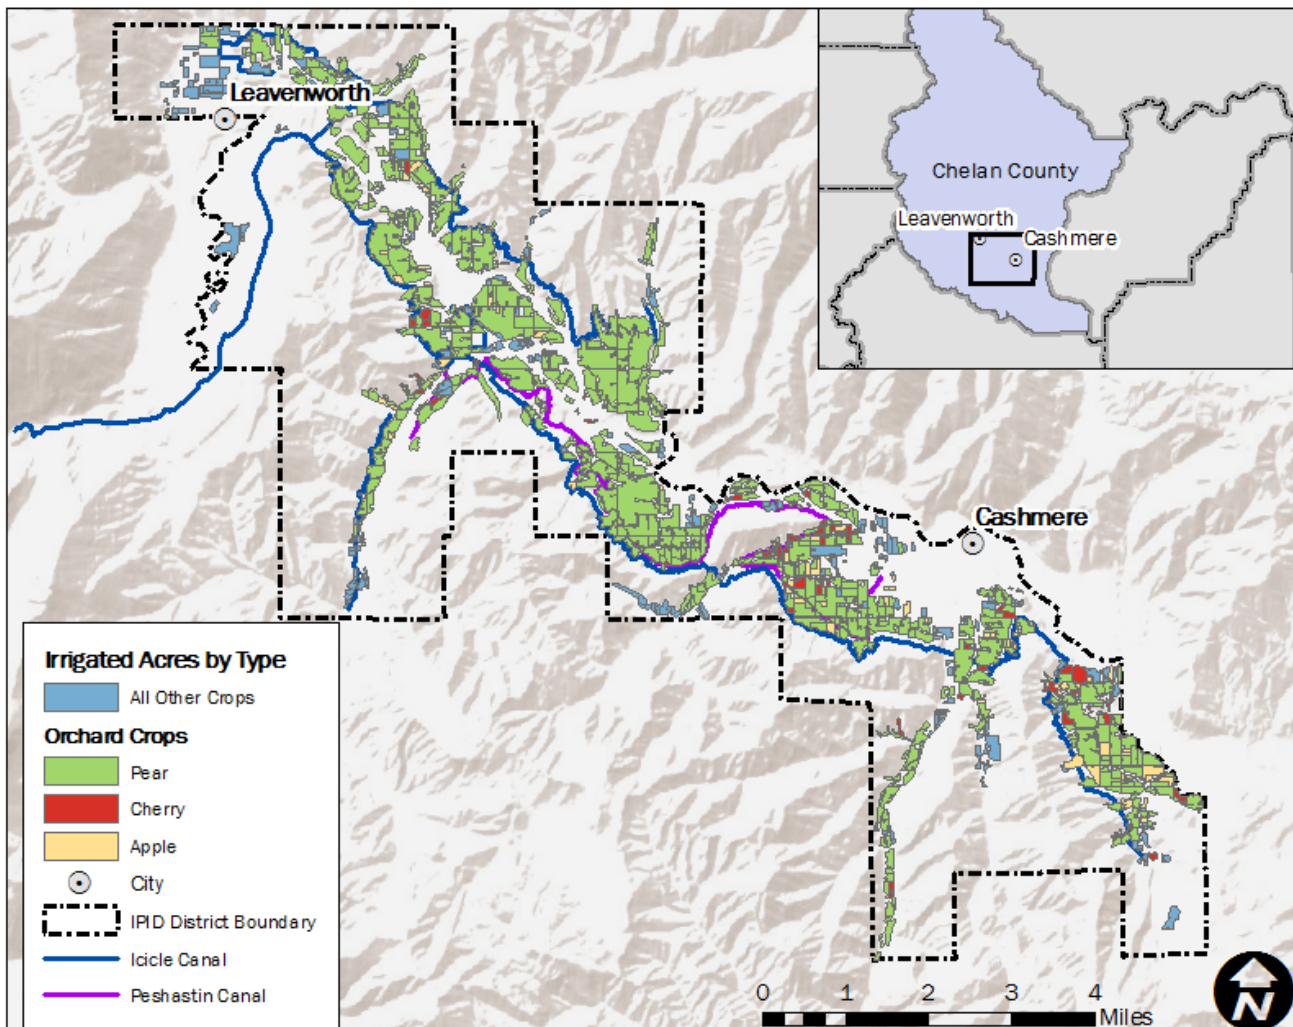 Leavenworth
Cashmere
Chelan County
Leavenworth
Cashmere
Irrigated Acres by Type
All Other Crops
Orchard Crops
Pear
Cherry
Apple
City
IPID District Boundary
Icicle Canal
Peshastin Canal
0 1 2 3 4
Miles
N